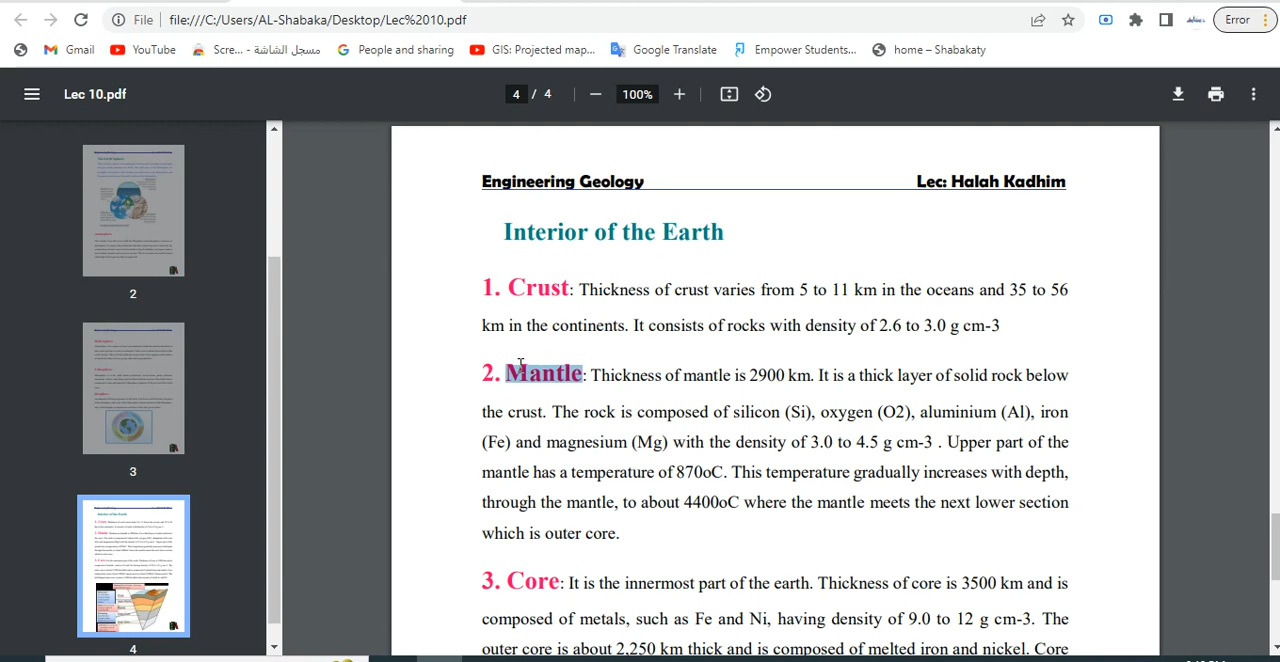 File file:///C:/Users/AL-Shabaka/Desktop/Lec%2010.pdf Error
Gmail YouTube Scre... - مسجل الشاشة People and sharing GIS: Projected map... Google Translate Empower Students... home – Shabakaty
Lec 10.pdf 4 / 4 100%
2
3
4
Engineering Geology Lec: Halah Kadhim
Interior of the Earth
1. Crust: Thickness of crust varies from 5 to 11 km in the oceans and 35 to 56
km in the continents. It consists of rocks with density of 2.6 to 3.0 g cm-3
2. Mantle: Thickness of mantle is 2900 km. It is a thick layer of solid rock below
the crust. The rock is composed of silicon (Si), oxygen (O2), aluminium (Al), iron
(Fe) and magnesium (Mg) with the density of 3.0 to 4.5 g cm-3 . Upper part of the
mantle has a temperature of 870oC. This temperature gradually increases with depth,
through the mantle, to about 4400oC where the mantle meets the next lower section
which is outer core.
3. Core: It is the innermost part of the earth. Thickness of core is 3500 km and is
composed of metals, such as Fe and Ni, having density of 9.0 to 12 g cm-3. The
outer core is about 2,250 km thick and is composed of melted iron and nickel. Core